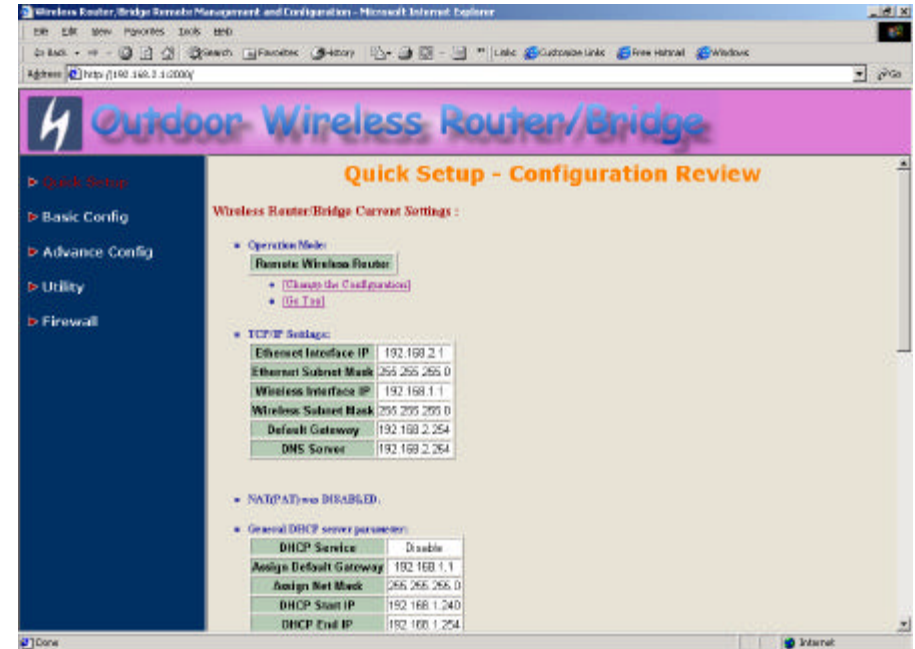 Wireless Router/Bridge Remote Management and Configuration - Microsoft Internet Explorer
File Edit View Favorites Tools Help
Back Search Favorites History Links Customize Links Free Hotmail Windows
Address http://192.168.2.1:2000/ Go
Outdoor Wireless Router/Bridge
Quick Setup
Basic Config
Advance Config
Utility
Firewall
Quick Setup - Configuration Review
Wireless Router/Bridge Current Settings :
Operation Mode:
Remote Wireless Router
[Change the Configuration]
[Go Top]
TCP/IP Settings:
Ethernet Interface IP 192.168.2.1
Ethernet Subnet Mask 255.255.255.0
Wireless Interface IP 192.168.1.1
Wireless Subnet Mask 255.255.255.0
Default Gateway 192.168.2.254
DNS Server 192.168.2.254
NAT(PAT) was DISABLED.
General DHCP server parameter:
DHCP Service Disable
Assign Default Gateway 192.168.1.1
Assign Net Mask 255.255.255.0
DHCP Start IP 192.168.1.240
DHCP End IP 192.168.1.254
Done Internet